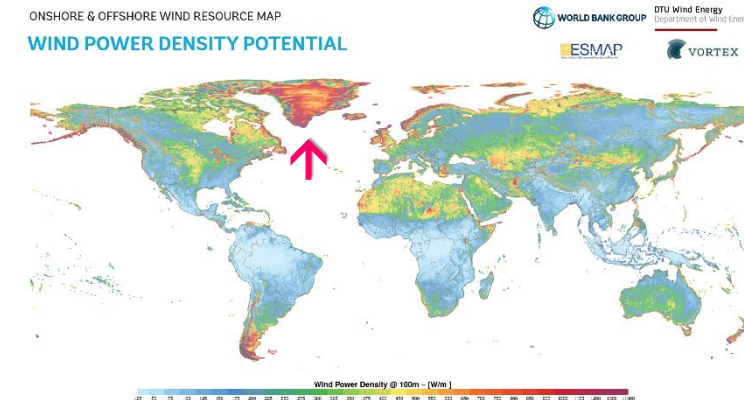 ONSHORE & OFFSHORE WIND RESOURCE MAP
WIND POWER DENSITY POTENTIAL
WORLD BANK GROUP
DTU Wind Energy
Department of Wind Ener
ESMAP
VORTEX
Wind Power Density @ 100m – [W/m ]